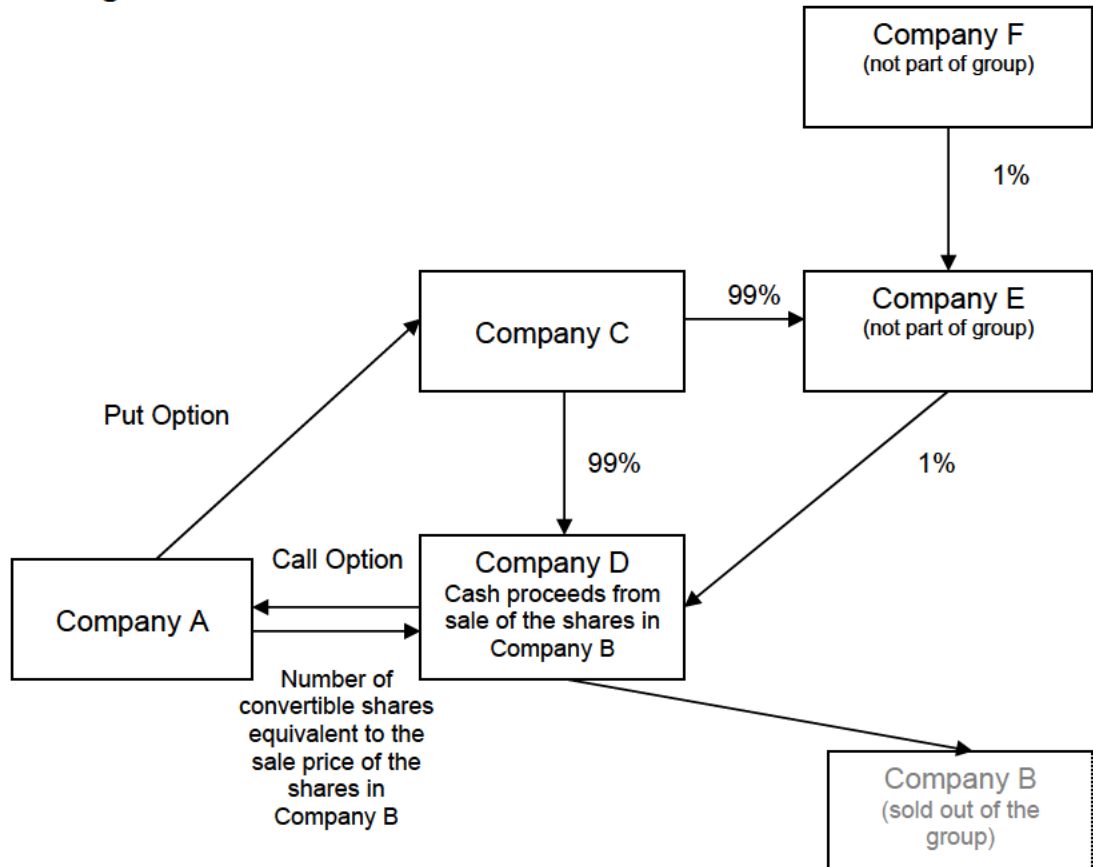 Company F
(not part of group)
1%
99%
Company E
(not part of group)
Company C
Put Option
99%
1%
Call Option
Company D
Cash proceeds from
sale of the shares in
Company B
Company A
Number of
convertible shares
equivalent to the
sale price of the
shares in
Company B
Company B
(sold out of the
group)